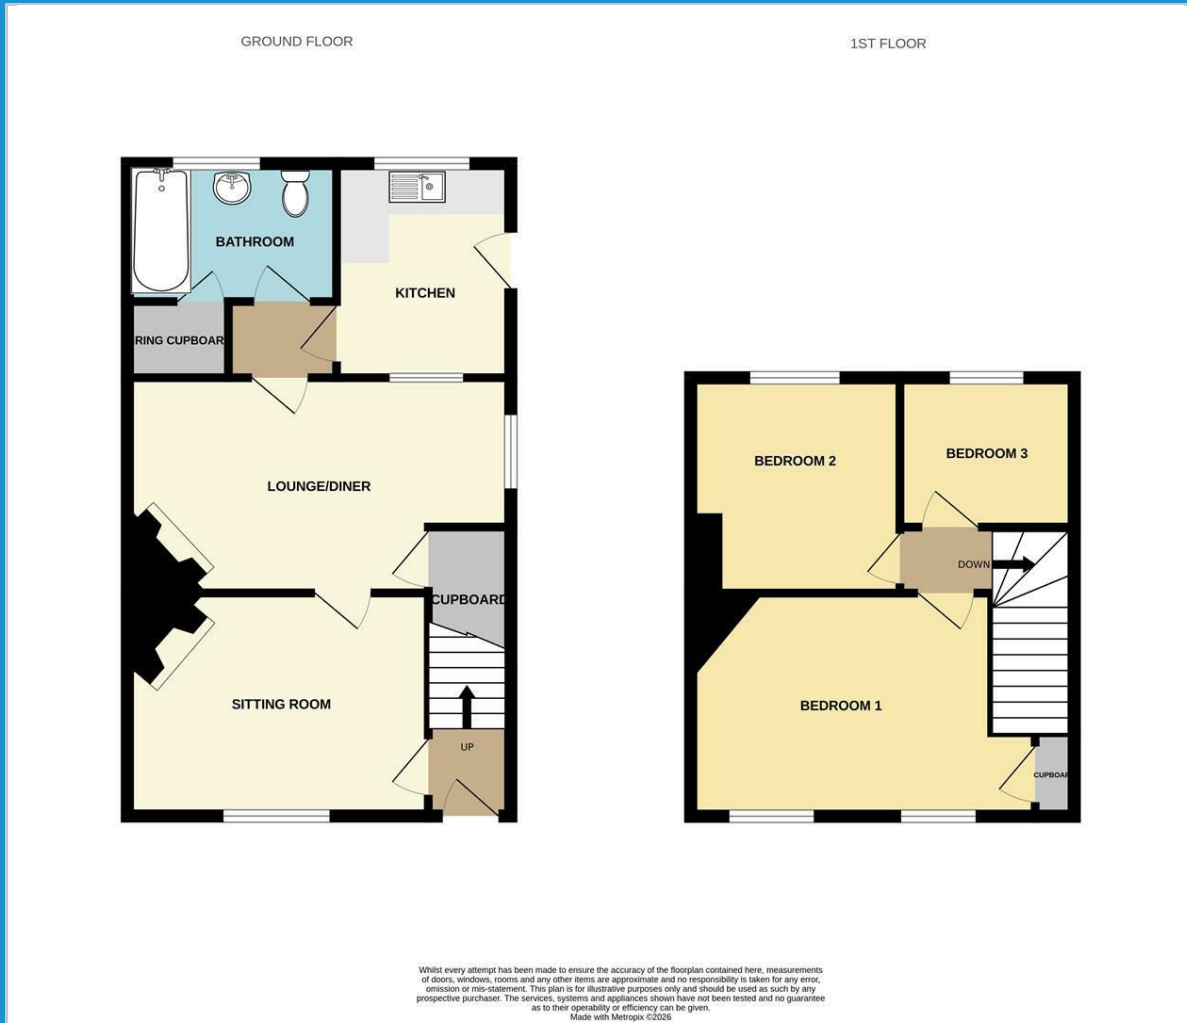 GROUND FLOOR
1ST FLOOR
BATHROOM
KITCHEN
RING CUPBOAR
LOUNGE/DINER
CUPBOARD
SITTING ROOM
UP
BEDROOM 2
BEDROOM 3
DOWN
BEDROOM 1
CUPBOAR
Whilst every attempt has been made to ensure the accuracy of the floorplan contained here, measurements
of doors, windows, rooms and any other items are approximate and no responsibility is taken for any error,
omission or mis-statement. This plan is for illustrative purposes only and should be used as such by any
prospective purchaser. The services, systems and appliances shown have not been tested and no guarantee
as to their operability or efficiency can be given.
Made with Metropix ©2026